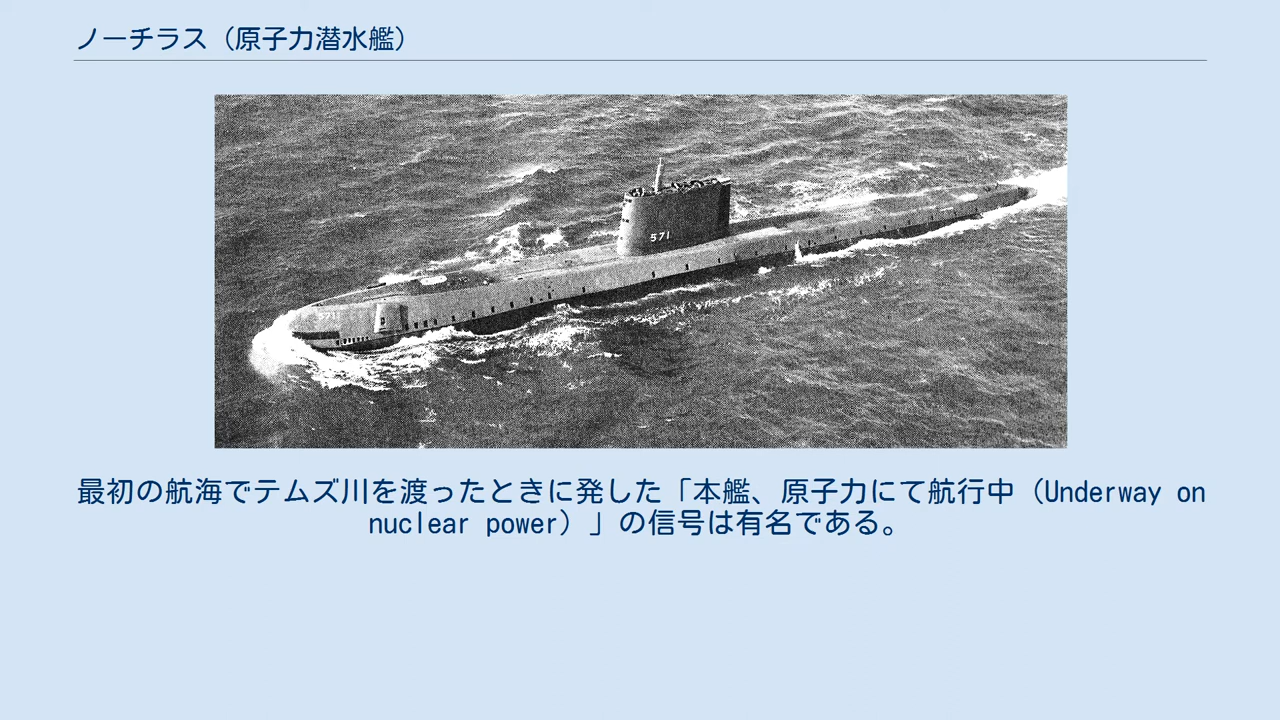 ノーチラス（原子力潜水艦）
571
571
最初の航海でテムズ川を渡ったときに発した「本艦、原子力にて航行中（Underway on
nuclear power）」の信号は有名である。